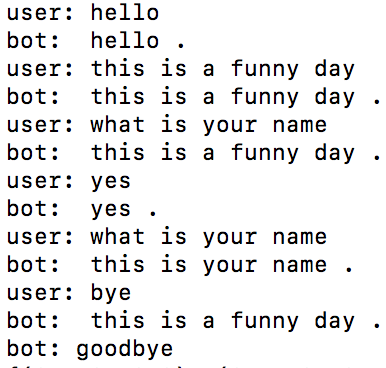 user: hello
bot:  hello .
user: this is a funny day
bot:  this is a funny day .
user: what is your name
bot:  this is a funny day .
user: yes
bot:  yes .
user: what is your name
bot:  this is your name .
user: bye
bot:  this is a funny day .
bot: goodbye